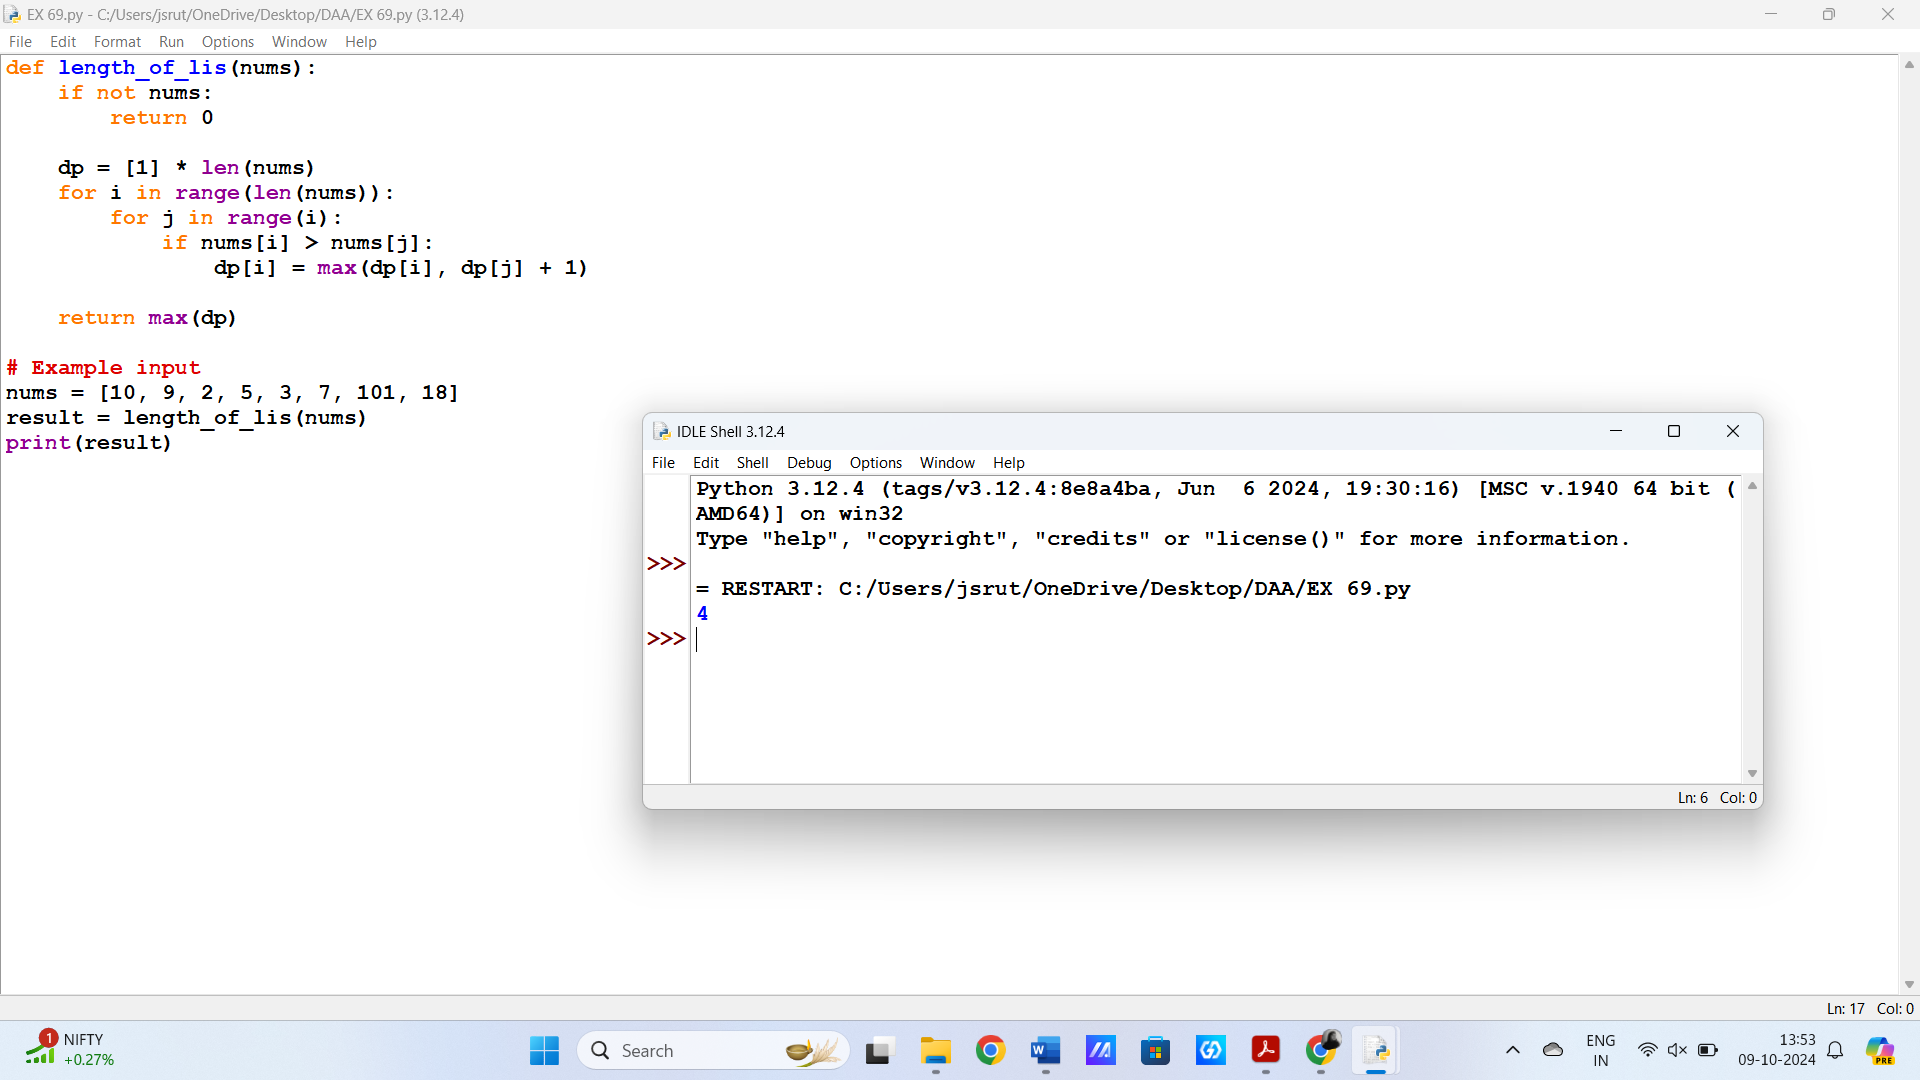 EX 69.py - C:/Users/jsrut/OneDrive/Desktop/DAA/EX 69.py (3.12.4)
File Edit Format Run Options Window Help
def length_of_lis(nums):
    if not nums:
        return 0
    dp = [1] * len(nums)
    for i in range(len(nums)):
        for j in range(i):
            if nums[i] > nums[j]:
                dp[i] = max(dp[i], dp[j] + 1)
    return max(dp)
# Example input
nums = [10, 9, 2, 5, 3, 7, 101, 18]
result = length_of_lis(nums)
print(result)
IDLE Shell 3.12.4
File Edit Shell Debug Options Window Help
Python 3.12.4 (tags/v3.12.4:8e8a4ba, Jun  6 2024, 19:30:16) [MSC v.1940 64 bit (
AMD64)] on win32
Type "help", "copyright", "credits" or "license()" for more information.
>>>
= RESTART: C:/Users/jsrut/OneDrive/Desktop/DAA/EX 69.py
4
>>>
Ln: 6 Col: 0
Ln: 17 Col: 0
1 NIFTY
+0.27%
Search
W
ENG
IN
13:53
09-10-2024
PRE